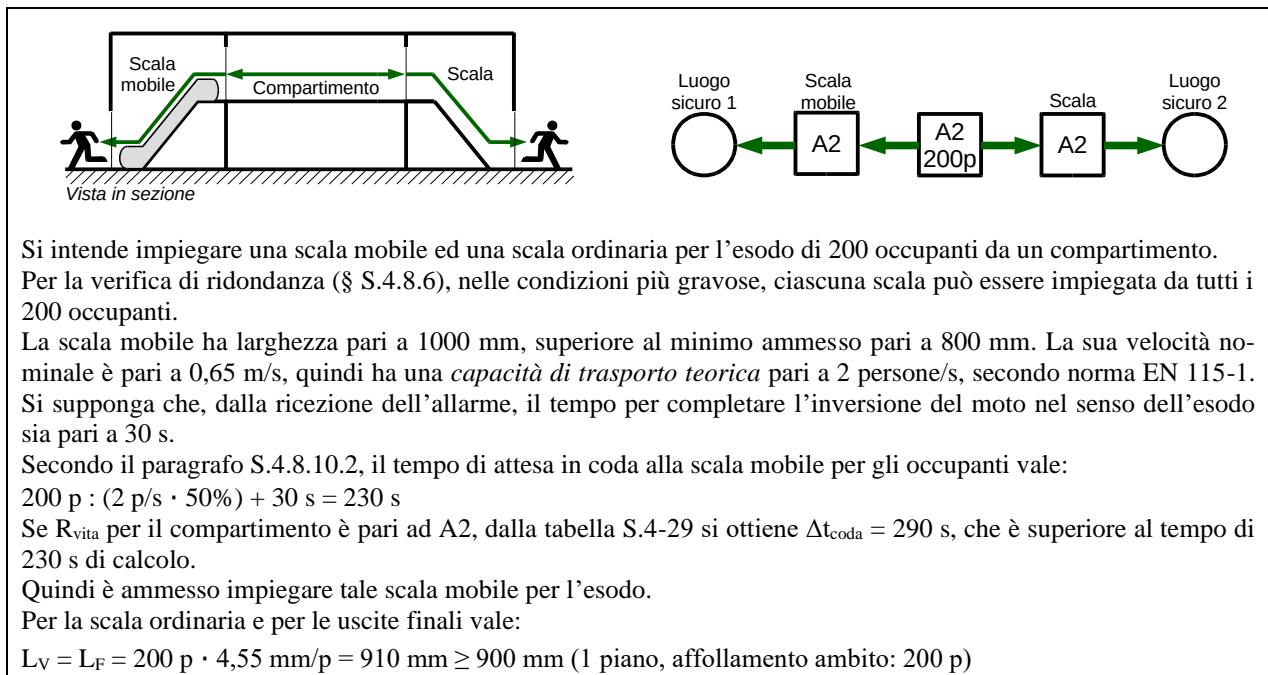 Scala
mobile
Compartimento
Scala
Vista in sezione
Luogo
sicuro 1
Scala
mobile
A2
A2
200p
Scala
A2
Luogo
sicuro 2
Si intende impiegare una scala mobile ed una scala ordinaria per l'esodo di 200 occupanti da un compartimento.
Per la verifica di ridondanza (§ S.4.8.6), nelle condizioni più gravose, ciascuna scala può essere impiegata da tutti i
200 occupanti.
La scala mobile ha larghezza pari a 1000 mm, superiore al minimo ammesso pari a 800 mm. La sua velocità no-
minale è pari a 0,65 m/s, quindi ha una capacità di trasporto teorica pari a 2 persone/s, secondo norma EN 115-1.
Si supponga che, dalla ricezione dell'allarme, il tempo per completare l'inversione del moto nel senso dell'esodo
sia pari a 30 s.
Secondo il paragrafo S.4.8.10.2, il tempo di attesa in coda alla scala mobile per gli occupanti vale:
200 p : (2 p/s · 50%) + 30 s = 230 s
Se Rvita per il compartimento è pari ad A2, dalla tabella S.4-29 si ottiene Δtcoda = 290 s, che è superiore al tempo di
230 s di calcolo.
Quindi è ammesso impiegare tale scala mobile per l'esodo.
Per la scala ordinaria e per le uscite finali vale:
LV = LF = 200 p · 4,55 mm/p = 910 mm ≥ 900 mm (1 piano, affollamento ambito: 200 p)